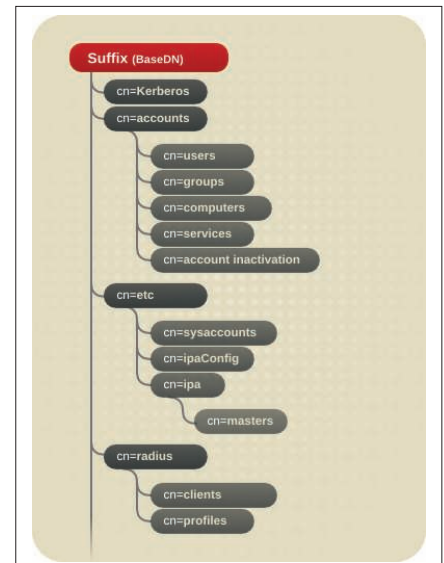 Suffix (BaseDN)
cn=Kerberos
cn=accounts
cn=users
cn=groups
cn=computers
cn=services
cn=account inactivation
cn=etc
cn=sysaccounts
cn=ipaConfig
cn=ipa
cn=masters
cn=radius
cn=clients
cn=profiles